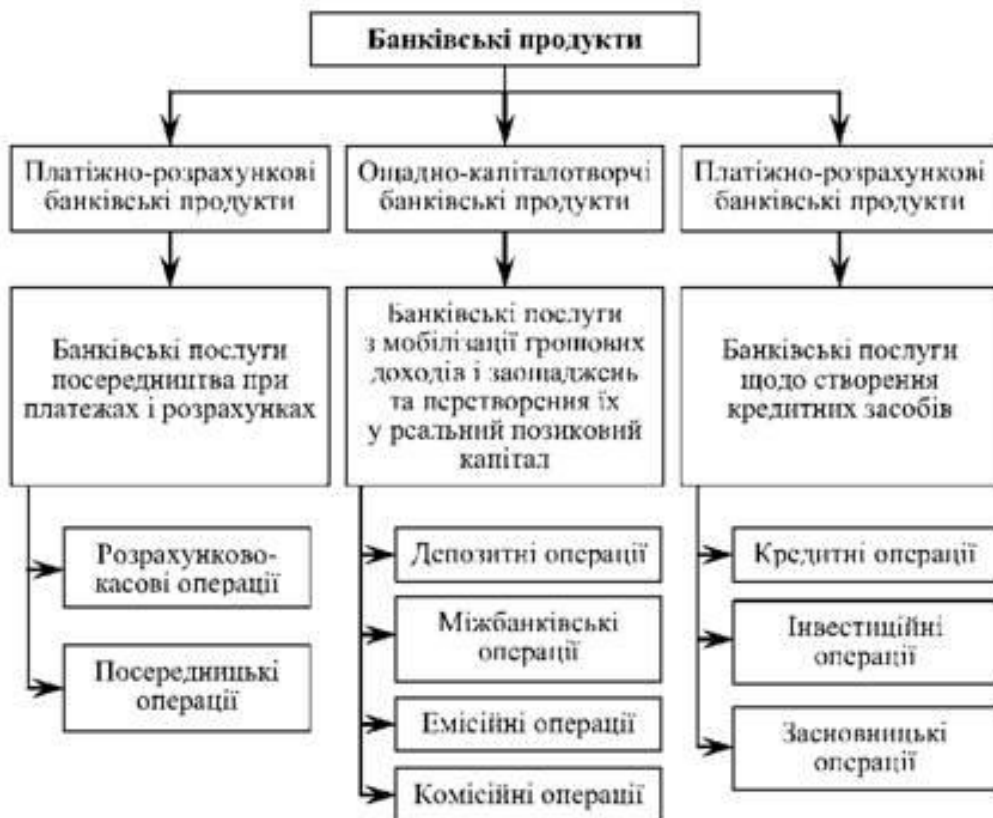 Банківські продукти
Платіжно-розрахункові
банківські продукти
Ощадно-капіталотворчі
банківські продукти
Платіжно-розрахункові
банківські продукти
Банківські послуги
посередництва при
платежах і розрахунках
Банківські послуги
з мобілізації грошових
доходів і заощаджень
та перетворення їх
у реальний позиковий
капітал
Банківські послуги
щодо створення
кредитних засобів
Розрахунково-
касові операції
Посередницькі
операції
Депозитні операції
Міжбанківські
операції
Емісійні операції
Комісійні операції
Кредитні операції
Інвестиційні
операції
Засновницькі
операції